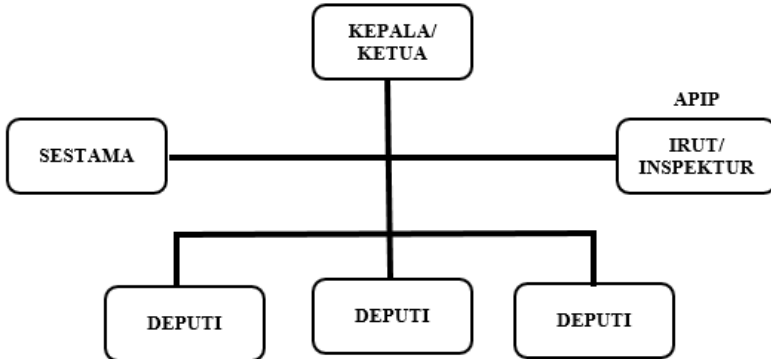 KEPALA/
KETUA
APIP
SESTAMA
IRUT/
INSPEKTUR
DEPUTI
DEPUTI
DEPUTI